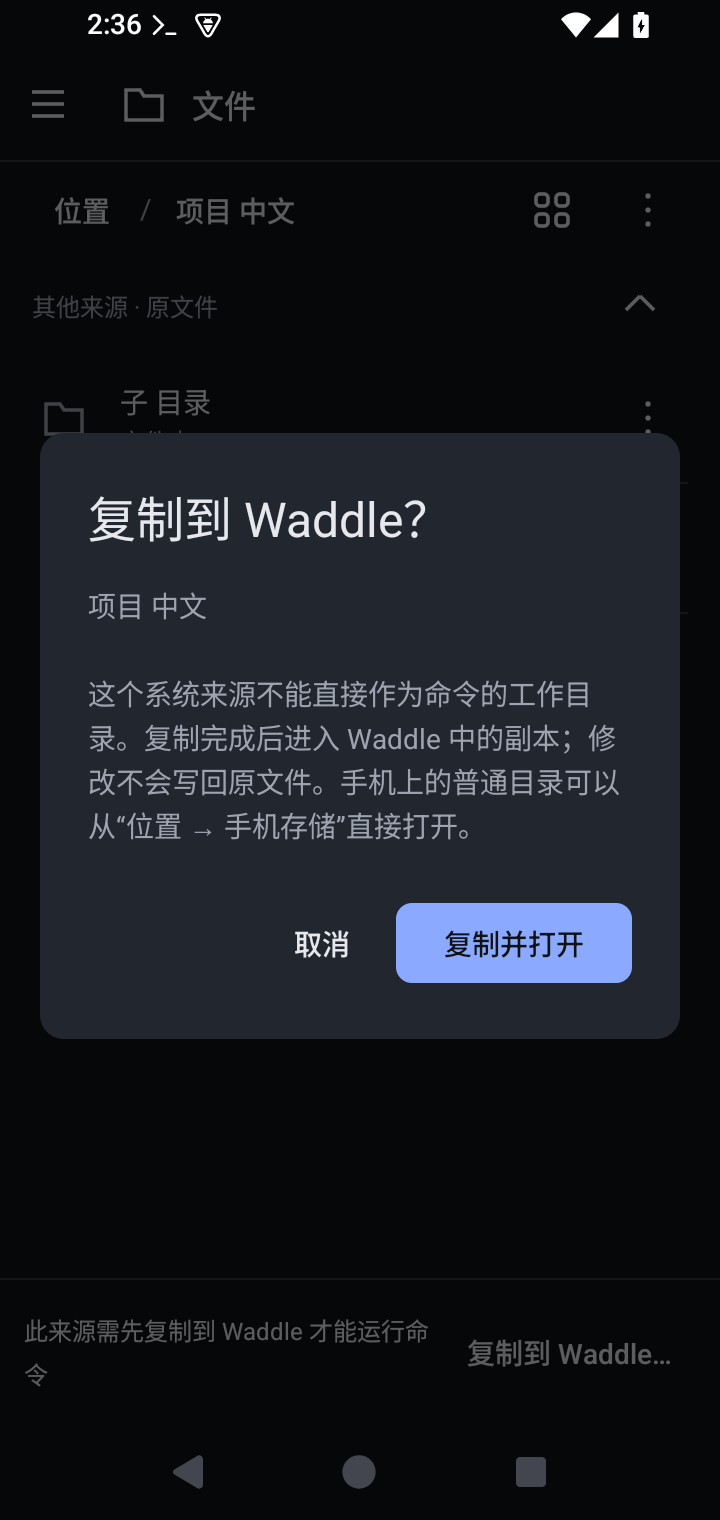 2:36
文件
位置 / 项目 中文
其他来源 · 原文件
子 目录
复制到 Waddle？
项目 中文
这个系统来源不能直接作为命令的工作目
录。复制完成后进入 Waddle 中的副本；修
改不会写回原文件。手机上的普通目录可以
从“位置 → 手机存储”直接打开。
取消
复制并打开
此来源需先复制到 Waddle 才能运行命
令
复制到 Waddle…